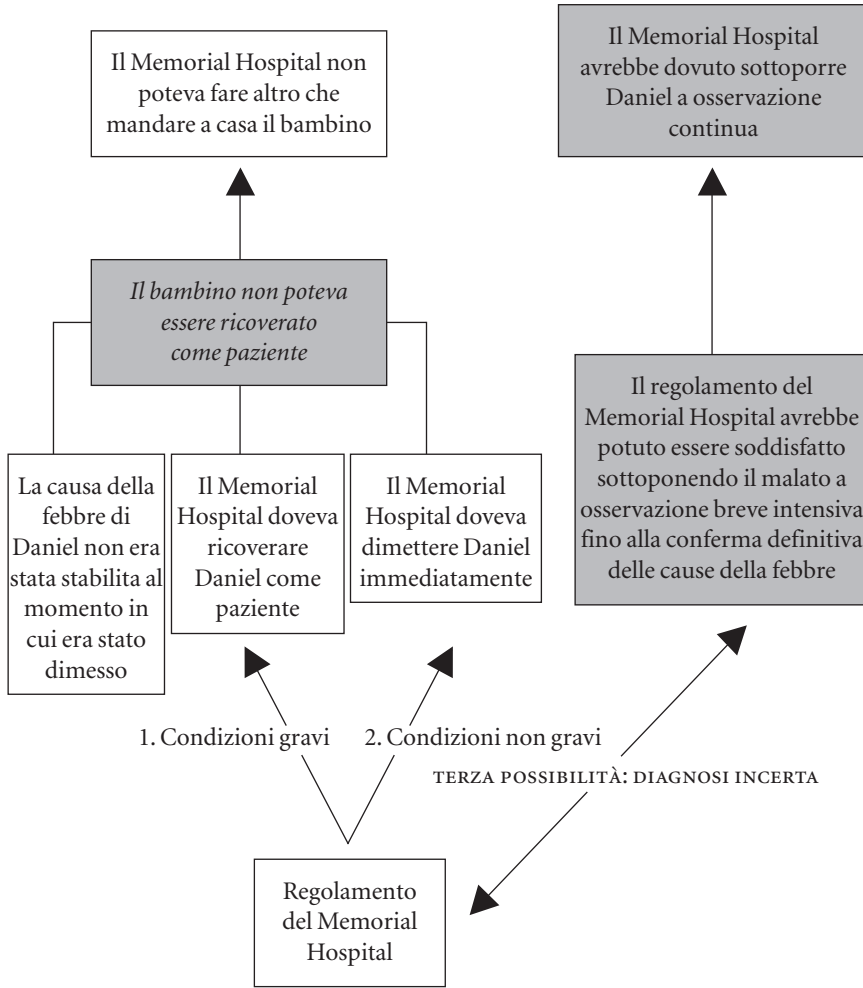 Il Memorial Hospital non
poteva fare altro che
mandare a casa il bambino
Il Memorial Hospital
avrebbe dovuto sottoporre
Daniel a osservazione
continua
Il bambino non poteva
essere ricoverato
come paziente
La causa della
febbre di
Daniel non era
stata stabilita al
momento in
cui era stato
dimesso
Il Memorial
Hospital doveva
ricoverare
Daniel come
paziente
Il Memorial
Hospital doveva
dimettere Daniel
immediatamente
Il regolamento del
Memorial Hospital avrebbe
potuto essere soddisfatto
sottoponendo il malato a
osservazione breve intensiva
fino alla conferma definitiva
delle cause della febbre
1. Condizioni gravi
2. Condizioni non gravi
TERZA POSSIBILITÀ: DIAGNOSI INCERTA
Regolamento
del Memorial
Hospital